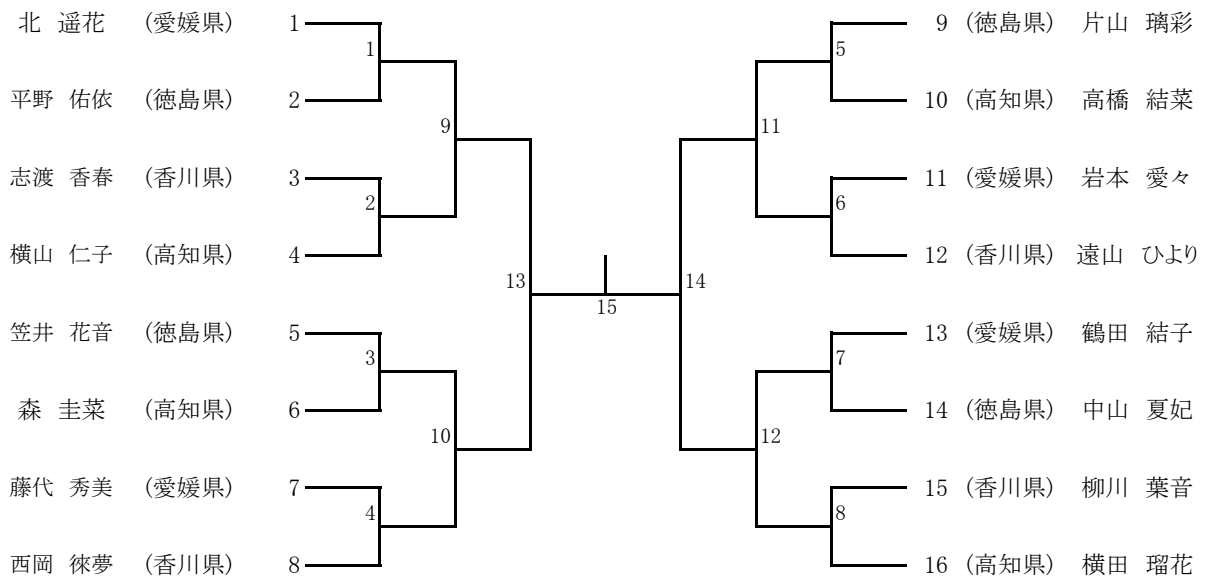 北 遥花 (愛媛県) 1
1
平野 佑依 (徳島県) 2
9
志渡 香春 (香川県) 3
2
横山 仁子 (高知県) 4
13
笠井 花音 (徳島県) 5
3
森 圭菜 (高知県) 6
10
藤代 秀美 (愛媛県) 7
4
西岡 徠夢 (香川県) 8
15
9 (徳島県) 片山 璃彩
5
10 (高知県) 高橋 結菜
11
11 (愛媛県) 岩本 愛々
6
12 (香川県) 遠山 ひより
14
13 (愛媛県) 鶴田 結子
7
14 (徳島県) 中山 夏妃
12
15 (香川県) 柳川 葉音
8
16 (高知県) 横田 瑠花